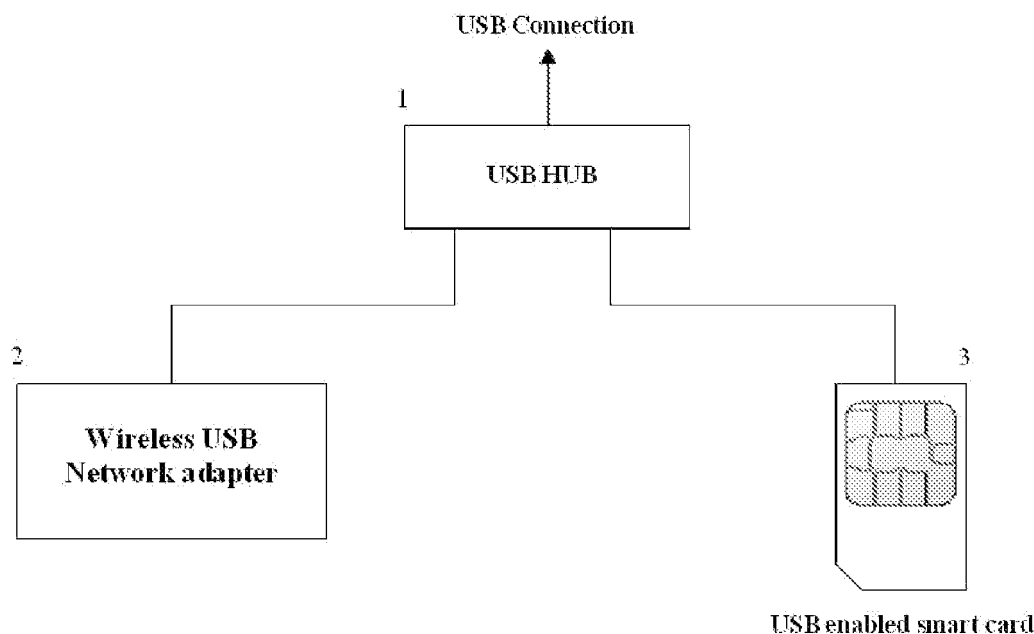 USB Connection
1
USB HUB
2
3
Wireless USB
Network adapter
USB enabled smart card